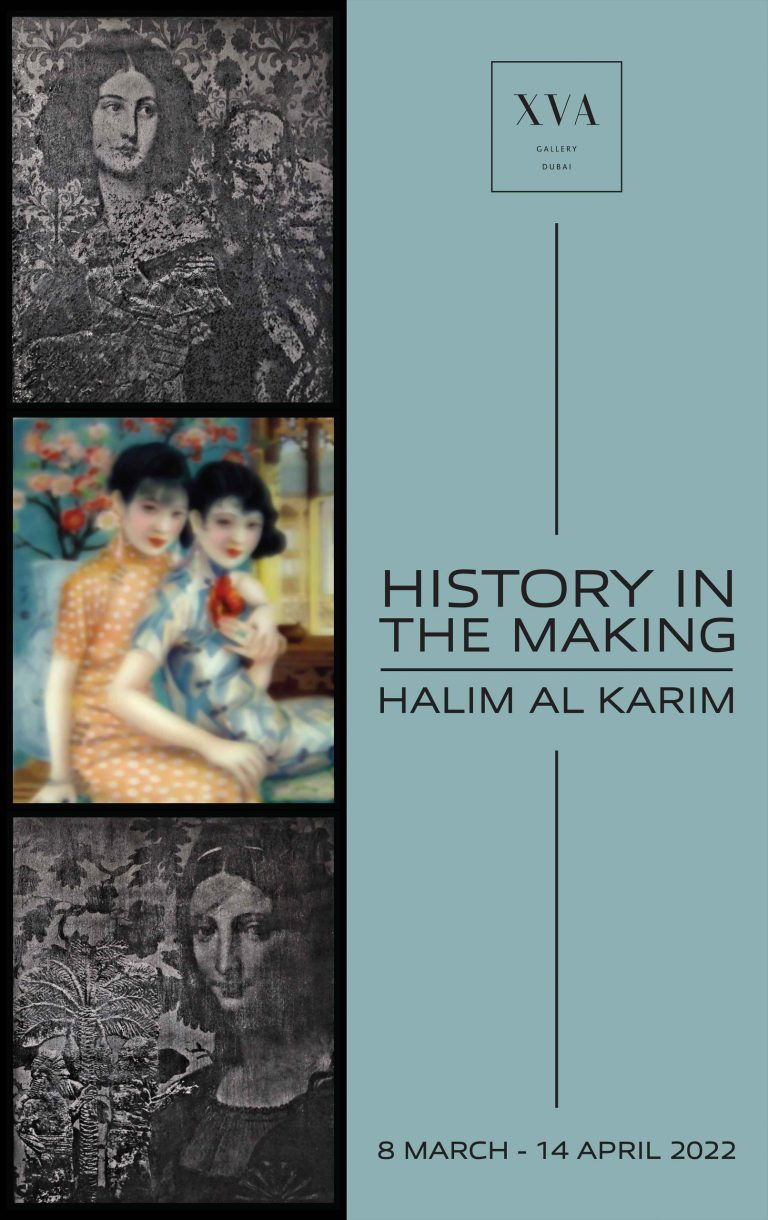 XVA
GALLERY
DUBAI
HISTORY IN
THE MAKING
HALIM AL KARIM
8 MARCH - 14 APRIL 2022